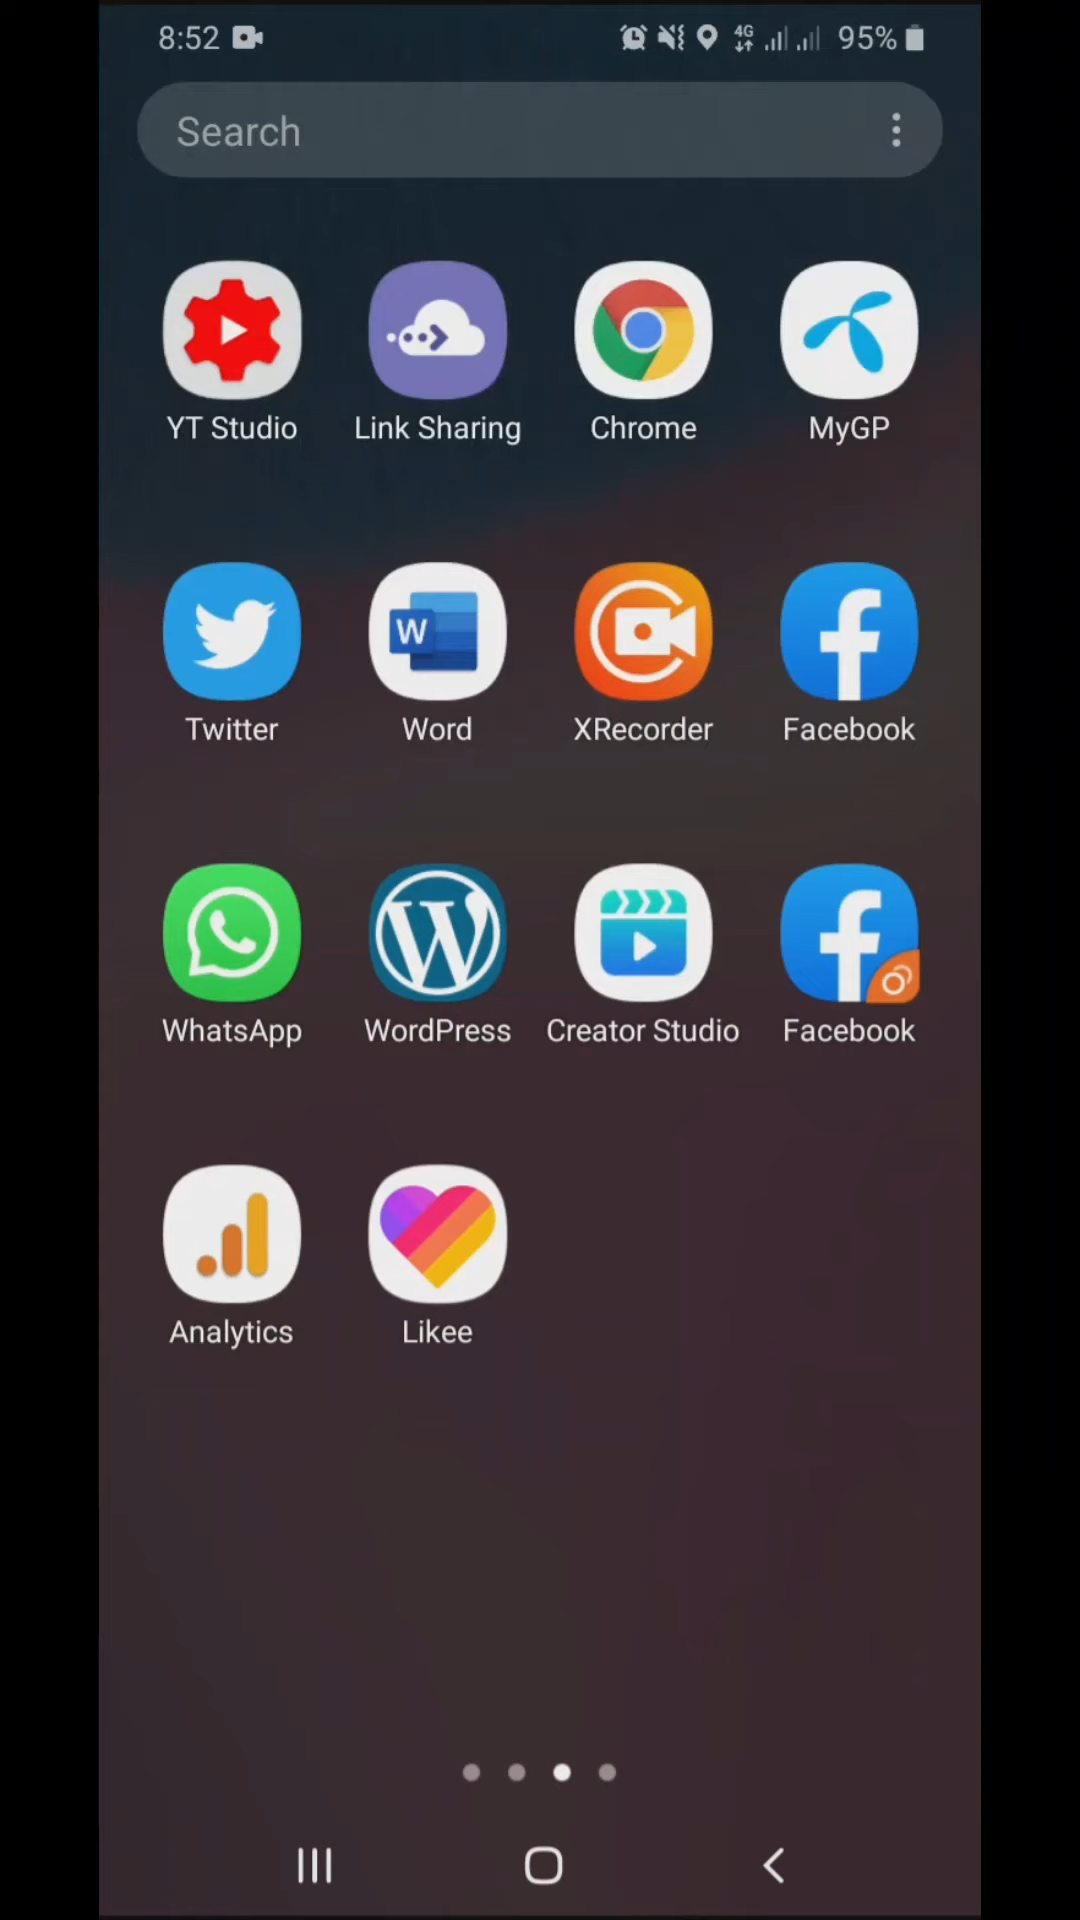 8:52 4G 95%
Search
YT Studio Link Sharing Chrome MyGP
W
Twitter Word XRecorder Facebook
WhatsApp WordPress Creator Studio Facebook
Analytics Likee